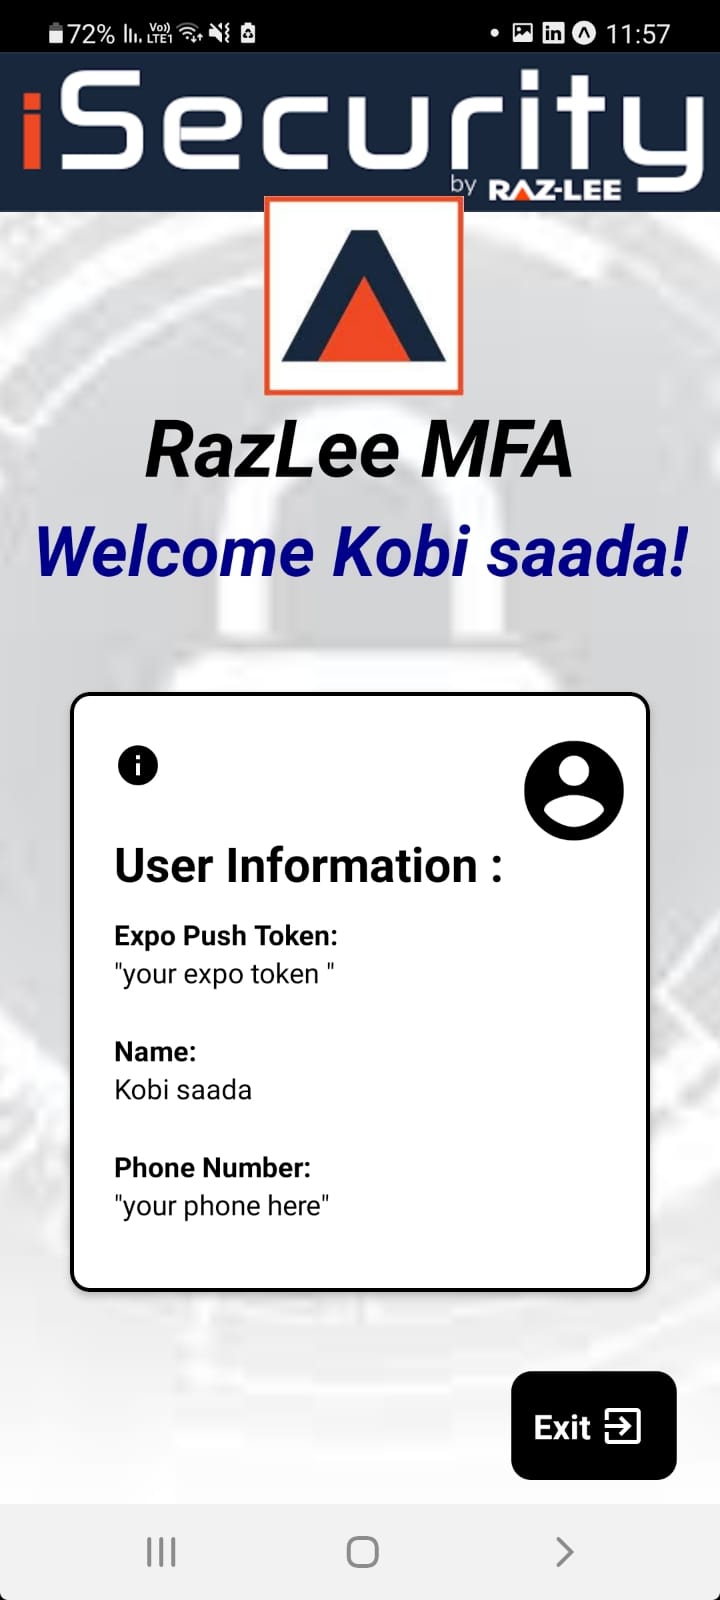 72% Vo)) LTE1 11:57
iSecurity
by RAZ-LEE
RazLee MFA
Welcome Kobi saada!
User Information :
Expo Push Token:
"your expo token "
Name:
Kobi saada
Phone Number:
"your phone here"
Exit